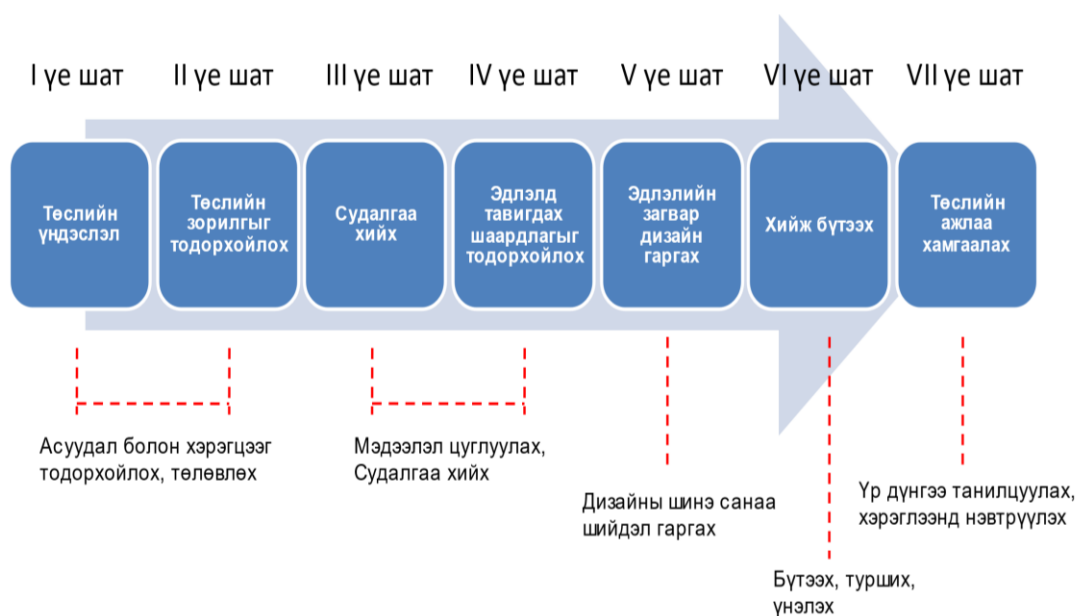 I үе шат
II үе шат
III үе шат
IV үе шат
V үе шат
VI үе шат
VII үе шат
Төслийн
үндэслэл
Төслийн
зорилгыг
тодорхойлох
Судалгаа
хийх
Эдлэлд
тавигдах
шаардлагыг
тодорхойлох
Эдлэлийн
загвар
дизайн
гаргах
Хийж бүтээх
Төслийн
ажлаа
хамгаалах
Асуудал болон хэрэгцээг
тодорхойлох, төлөвлөх
Мэдээлэл цуглуулах,
Судалгаа хийх
Дизайны шинэ санаа
шийдэл гаргах
Бүтээх, турших,
үнэлэх
Үр дүнгээ танилцуулах,
хэрэглээнд нэвтрүүлэх